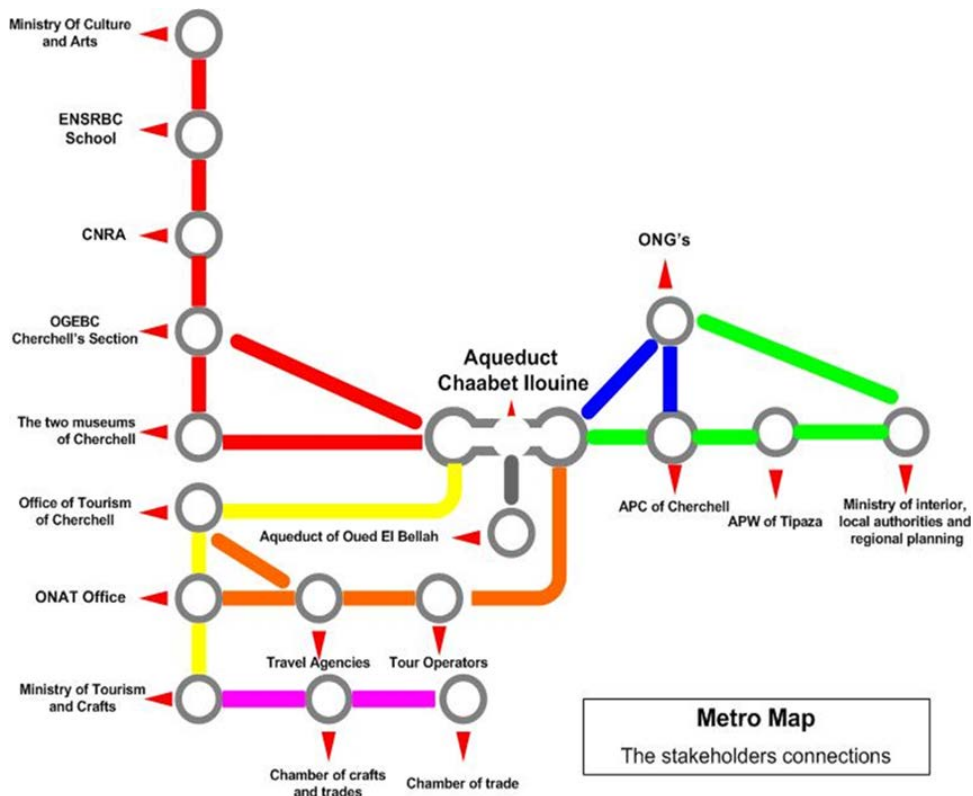 Ministry Of Culture
and Arts
ENSRBC
School
CNRA
OGEBC
Cherchell's Section
The two museums
of Cherchell
Office of Tourism
of Cherchell
ONAT Office
Ministry of Tourism
and Crafts
Aqueduct
Chaabet Ilouine
Aqueduct of Oued El Bellah
Travel Agencies
Tour Operators
Chamber of crafts
and trades
Chamber of trade
ONG's
APC of Cherchell
APW of Tipaza
Ministry of interior,
local authorities and
regional planning
Metro Map
The stakeholders connections